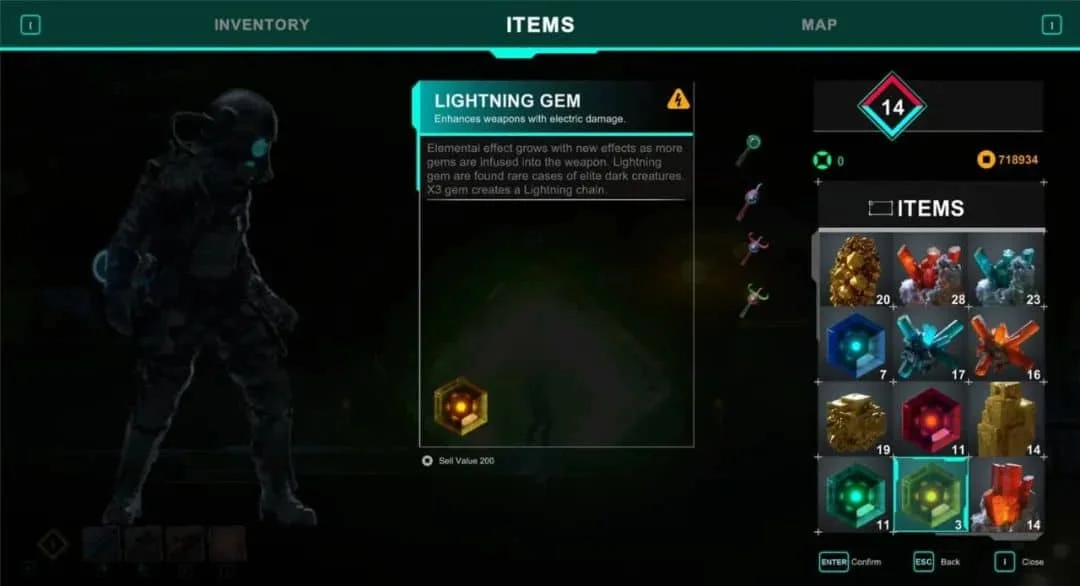 I
INVENTORY
ITEMS
MAP
I
LIGHTNING GEM
Enhances weapons with electric damage.
Elemental effect grows with new effects as more
gems are infused into the weapon. Lightning
gem are found rare cases of elite dark creatures.
X3 gem creates a Lightning chain.
Sell Value 200
14
0
718934
ITEMS
20
28
23
7
17
16
19
11
14
11
3
14
ENTER Confirm
ESC Back
I Close